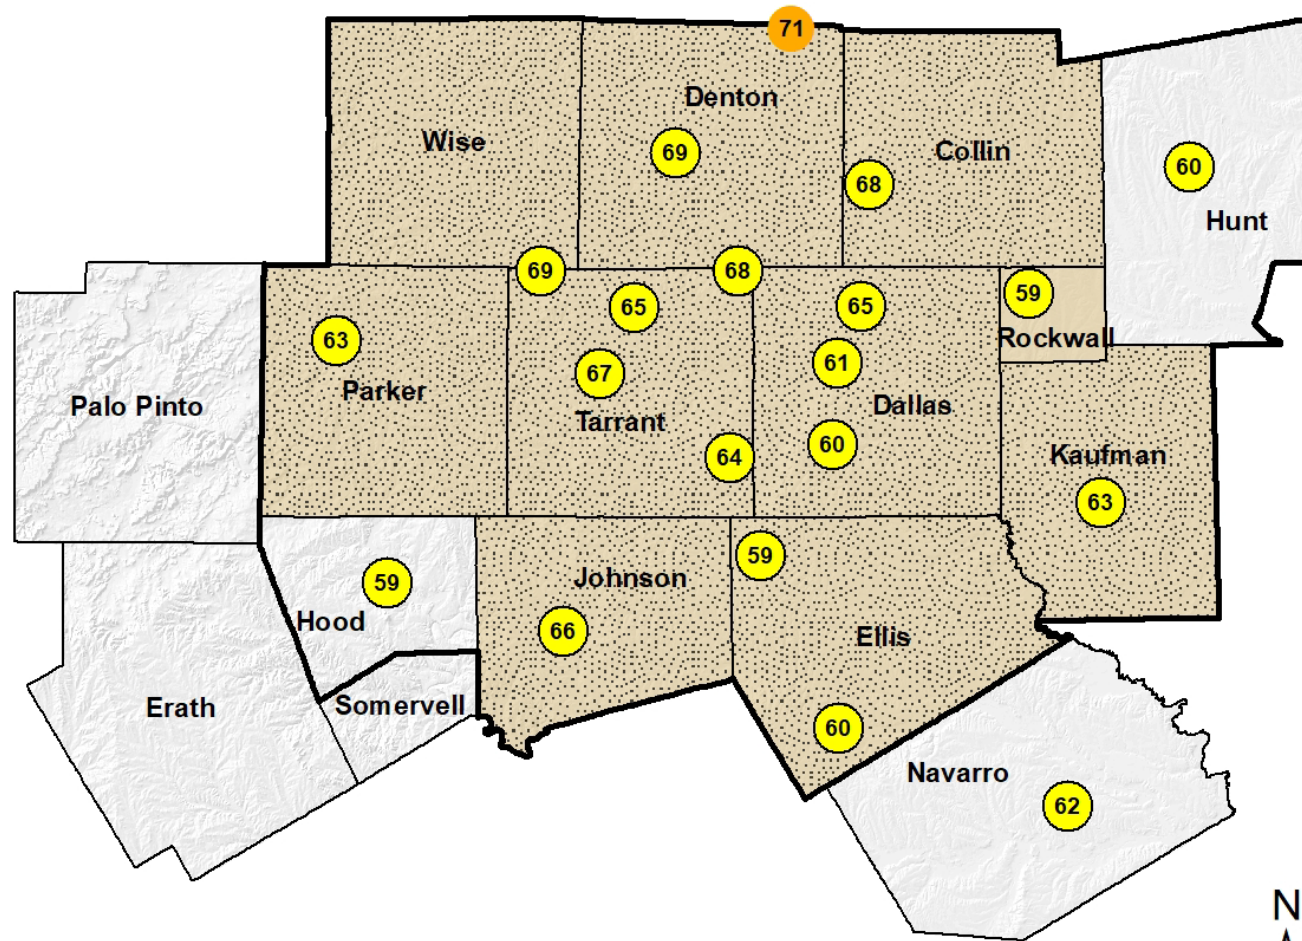 71
Denton
Wise
69
Collin
68
60
Hunt
69
68
65
65
59
Rockwall
63
61
67
Parker
Palo Pinto
Tarrant
Dallas
60
64
Kaufman
63
59
59
Johnson
Hood
66
Ellis
Erath
Somervell
60
Navarro
62
N